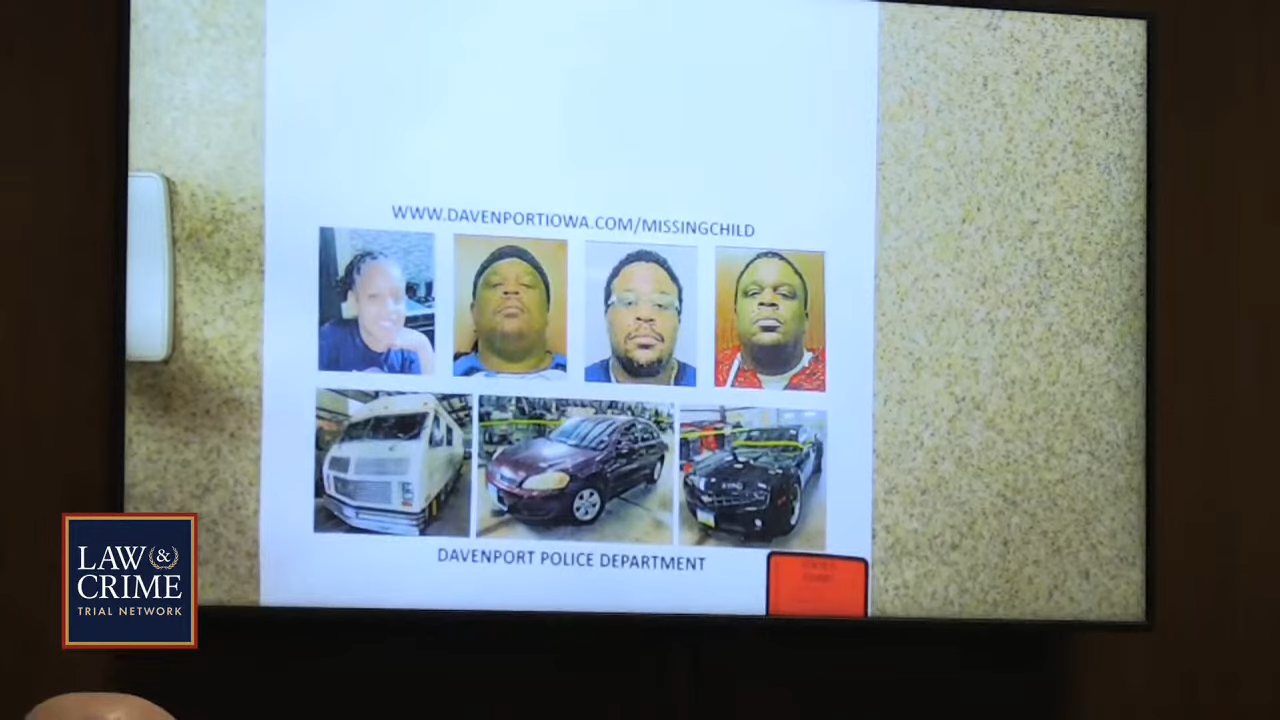 WWW.DAVENPORTIOWA.COM/MISSINGCHILD
DAVENPORT POLICE DEPARTMENT
LAW &
CRIME
TRIAL NETWORK